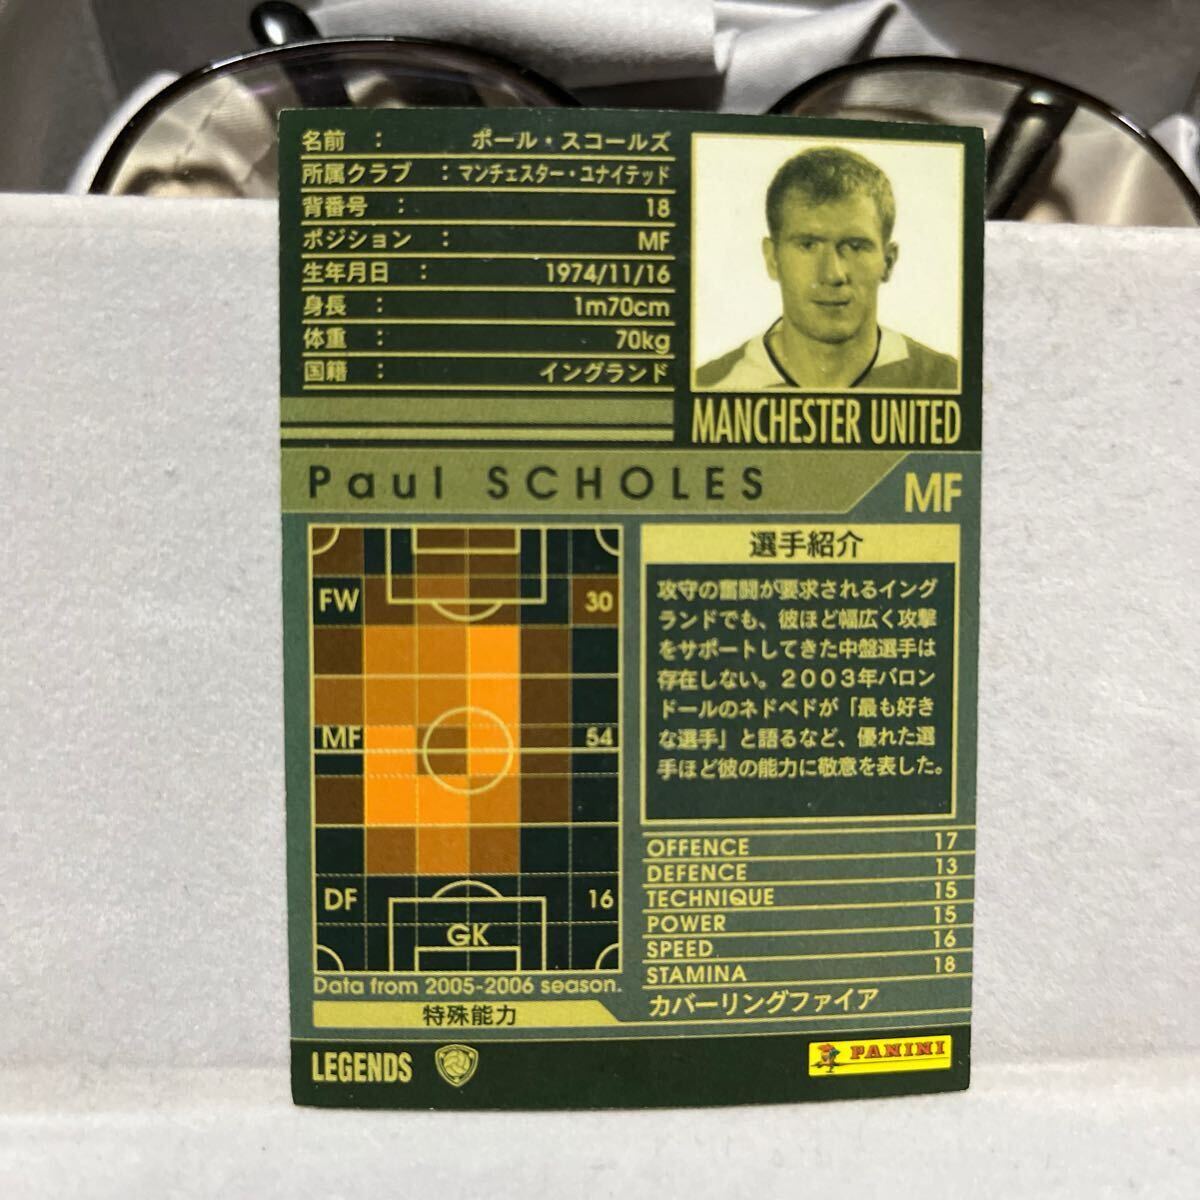 名前 : ポール・スコールズ
所属クラブ : マンチェスター・ユナイテッド
背番号 : 18
ポジション : MF
生年月日 : 1974/11/16
身長 : 1m70cm
体重 : 70kg
国籍 : イングランド
MANCHESTER UNITED
Paul SCHOLES
MF
FW 30
MF 54
DF 16
GK
Data from 2005-2006 season.
特殊能力
選手紹介
攻守の奮闘が要求されるイング
ランドでも、彼ほど幅広く攻撃
をサポートしてきた中盤選手は
存在しない。2003年バロン
ドールのネドベドが「最も好き
な選手」と語るなど、優れた選
手ほど彼の能力に敬意を表した。
OFFENCE 17
DEFENCE 13
TECHNIQUE 15
POWER 15
SPEED 16
STAMINA 18
カバーリングファイア
LEGENDS
PANINI